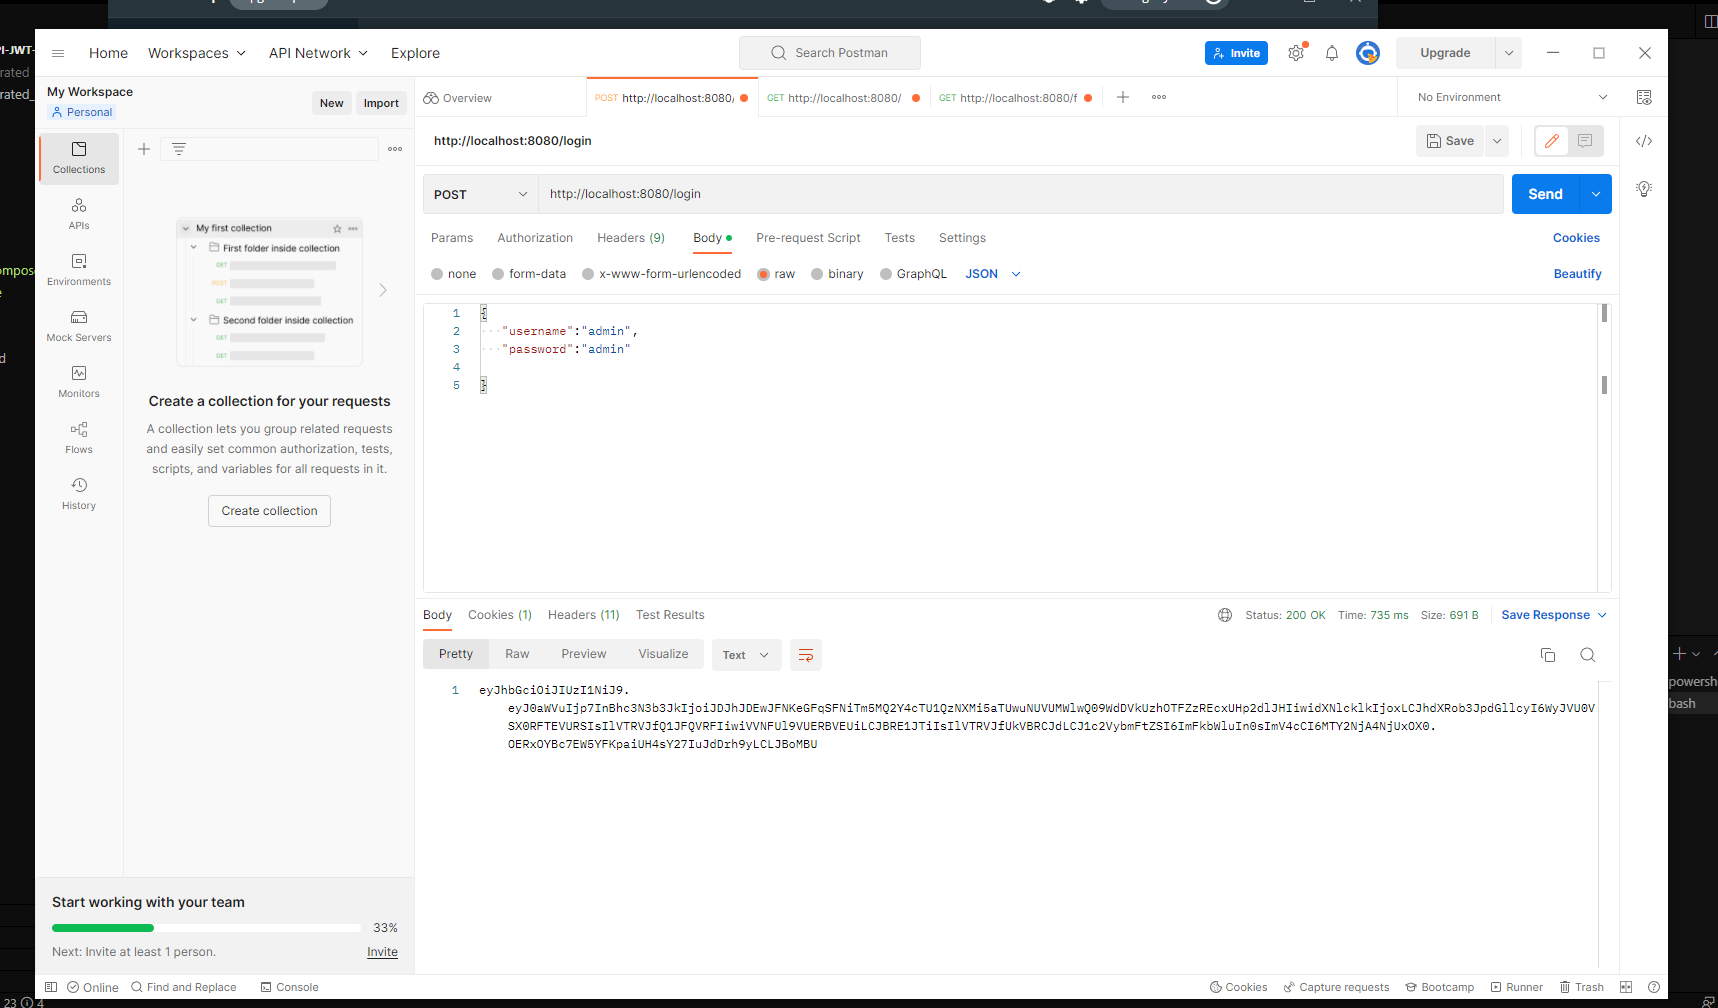 PI-JWT-
rated
rated_
ompose
Home
Workspaces
API Network
Explore
Search Postman
Invite
Upgrade
My Workspace
Personal
New
Import
Overview
POST http://localhost:8080/
GET http://localhost:8080/
GET http://localhost:8080/f
No Environment
Collections
APIs
Environments
Mock Servers
Monitors
Flows
History
My first collection
First folder inside collection
GET
POST
GET
Second folder inside collection
GET
GET
Create a collection for your requests
A collection lets you group related requests
and easily set common authorization, tests,
scripts, and variables for all requests in it.
Create collection
Start working with your team
33%
Next: Invite at least 1 person.
Invite
http://localhost:8080/login
Save
POST
http://localhost:8080/login
Send
Params
Authorization
Headers (9)
Body
Pre-request Script
Tests
Settings
Cookies
none
form-data
x-www-form-urlencoded
raw
binary
GraphQL
JSON
Beautify
1 {
2 "username":"admin",
3 "password":"admin"
4
5 }
Body
Cookies (1)
Headers (11)
Test Results
Status: 200 OK
Time: 735 ms
Size: 691 B
Save Response
Pretty
Raw
Preview
Visualize
Text
1 eyJhbGciOiJIUzI1NiJ9.
eyJ0aWVuIjp7InBhc3N3b3JkIjoiJDJhJDEwJFNKeGFqSFNiTm5MQ2Y4cTU1QzNXMi5aTUwuNUVUMWlwQ09WdDVkUzhOTFZzREcxUHp2dlJHIiwidXNlcklkIjoxLCJhdXRob3JpdGllcyI6WyJVU0V
SX0RFTEVURSIsIlVTRVJfQ1JFQVRFIiwiVVNFUl9VUERBVEUiLCJBRE1JTiIsIlVTRVJfUkVBRCJdLCJ1c2VybmFtZSI6ImFkbWluIn0sImV4cCI6MTY2NjA4NjUxOX0.
OERxOYBc7EW5YFKpaiUH4sY27IuJdDrh9yLCLJBoMBU
powersh
bash
Online
Find and Replace
Console
Cookies
Capture requests
Bootcamp
Runner
Trash
23
4